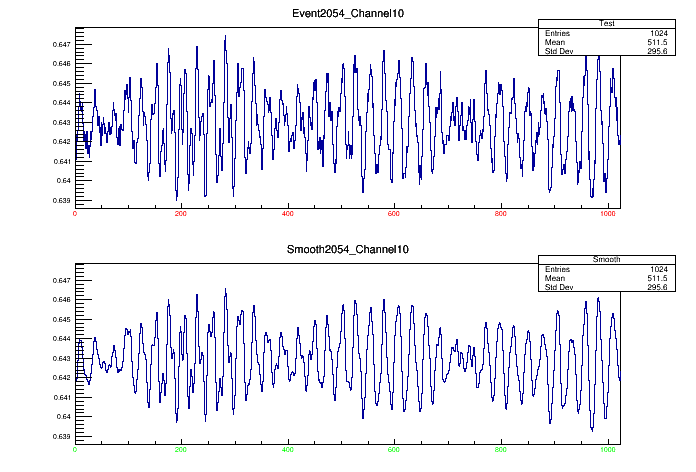 Event2054_Channel10
Test
Entries 1024
Mean 511.5
Std Dev 295.6
0.647
0.646
0.645
0.644
0.643
0.642
0.641
0.64
0.639
0 200 400 600 800 1000
Smooth2054_Channel10
Smooth
Entries 1024
Mean 511.5
Std Dev 295.6
0.647
0.646
0.645
0.644
0.643
0.642
0.641
0.64
0.639
0 200 400 600 800 1000